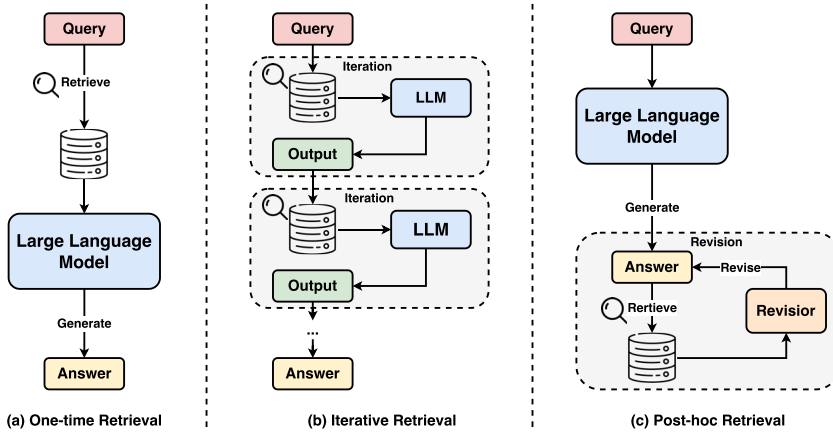 Query
Retrieve
Large Language
Model
Generate
Answer
(a) One-time Retrieval
Query
Iteration
LLM
Output
Iteration
LLM
Output
...
Answer
(b) Iterative Retrieval
Query
Large Language
Model
Generate
Revision
Answer
Revise
Rertieve
Revisior
(c) Post-hoc Retrieval